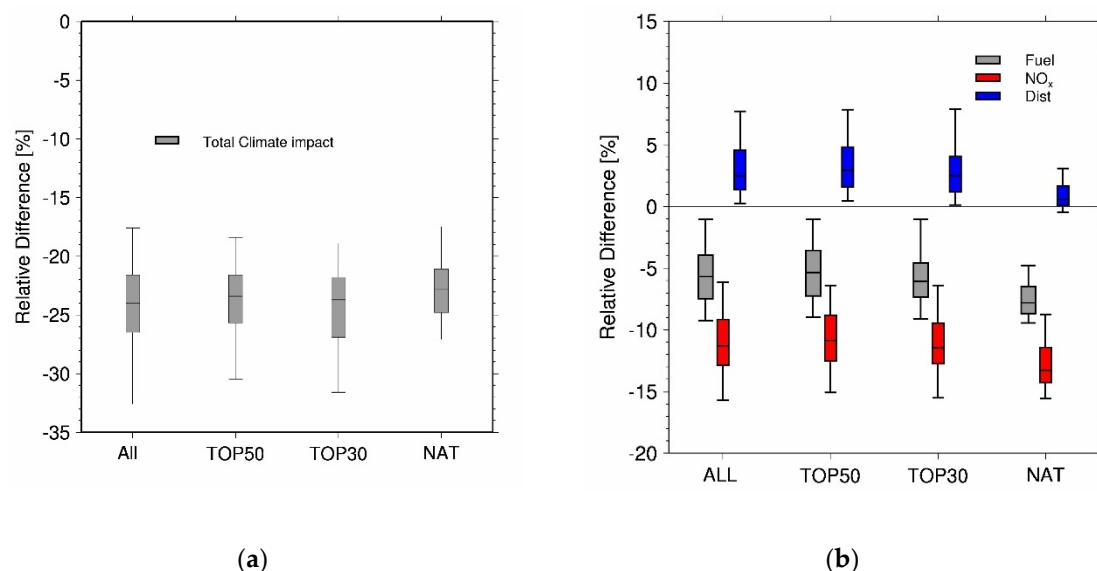 0
-5
-10
-15
-20
-25
-30
-35
Relative Difference [%]
Total Climate impact
All TOP50 TOP30 NAT
(a)
15
10
5
0
-5
-10
-15
-20
Relative Difference [%]
Fuel
NOx
Dist
ALL TOP50 TOP30 NAT
(b)